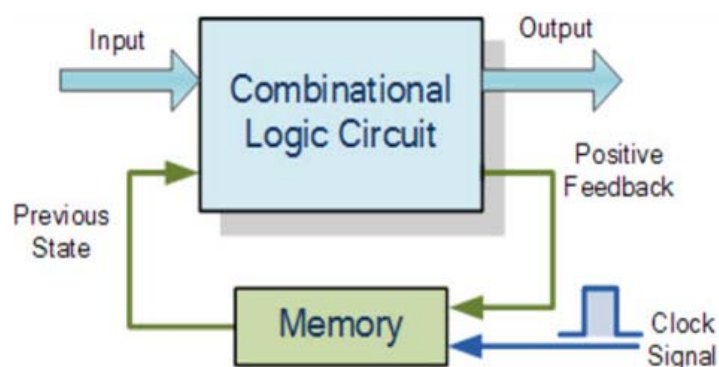 Input
Output
Combinational
Logic Circuit
Positive
Feedback
Previous
State
Memory
Clock
Signal